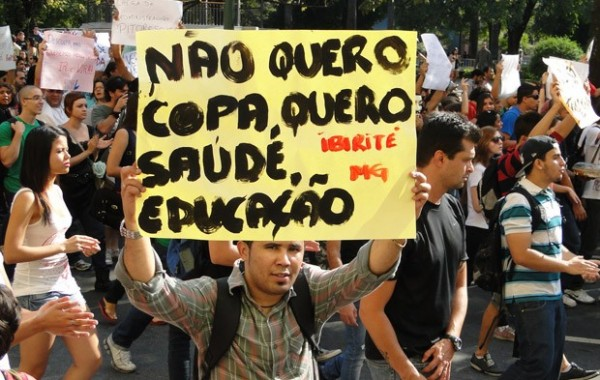 NÃO QUERO
COPA, QUERO
SAÚDE,
IBIRITÉ
MG
EDUCAÇÃO